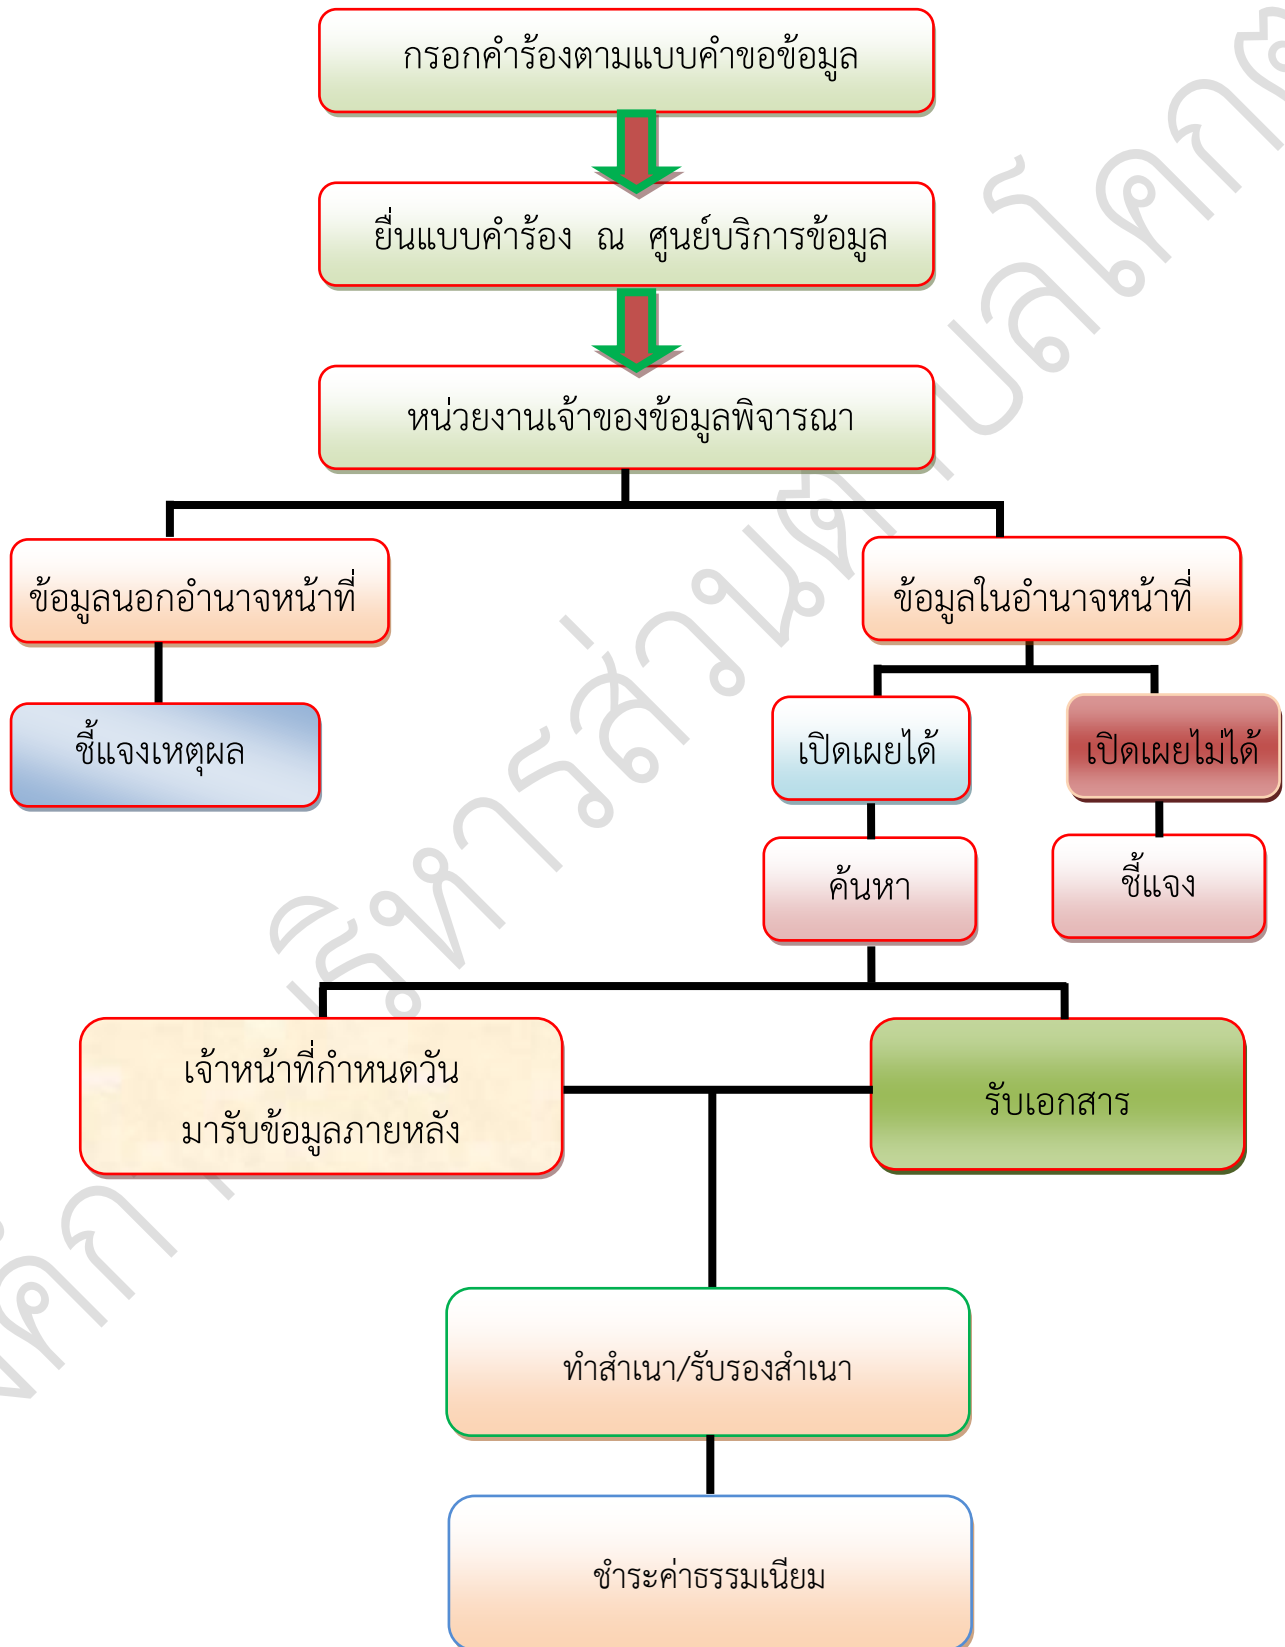 กรอกคำร้องตามแบบคำขอข้อมูล
ยื่นแบบคำร้อง ณ ศูนย์บริการข้อมูล
หน่วยงานเจ้าของข้อมูลพิจารณา
ข้อมูลนอกอำนาจหน้าที่
ข้อมูลในอำนาจหน้าที่
ชี้แจงเหตุผล
เปิดเผยได้
เปิดเผยไม่ได้
ค้นหา
ชี้แจง
เจ้าหน้าที่กำหนดวัน
มารับข้อมูลภายหลัง
รับเอกสาร
ทำสำเนา/รับรองสำเนา
ชำระค่าธรรมเนียม